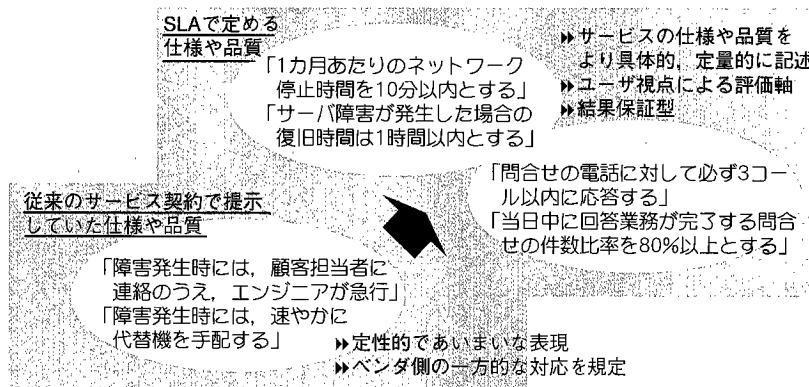 SLAで定める
仕様や品質
「1カ月あたりのネットワーク
停止時間を10分以内とする」
「サーバ障害が発生した場合の
復旧時間は1時間以内とする」
▸▸サービスの仕様や品質を
より具体的，定量的に記述
▸▸ユーザ視点による評価軸
▸▸結果保証型
「問合せの電話に対して必ず3コー
ル以内に応答する」
「当日中に回答業務が完了する問合
せの件数比率を80%以上とする」
従来のサービス契約で提示
していた仕様や品質
「障害発生時には，顧客担当者に
連絡のうえ，エンジニアが急行」
「障害発生時には，速やかに
代替機を手配する」
▸▸定性的であいまいな表現
▸▸ベンダ側の一方的な対応を規定